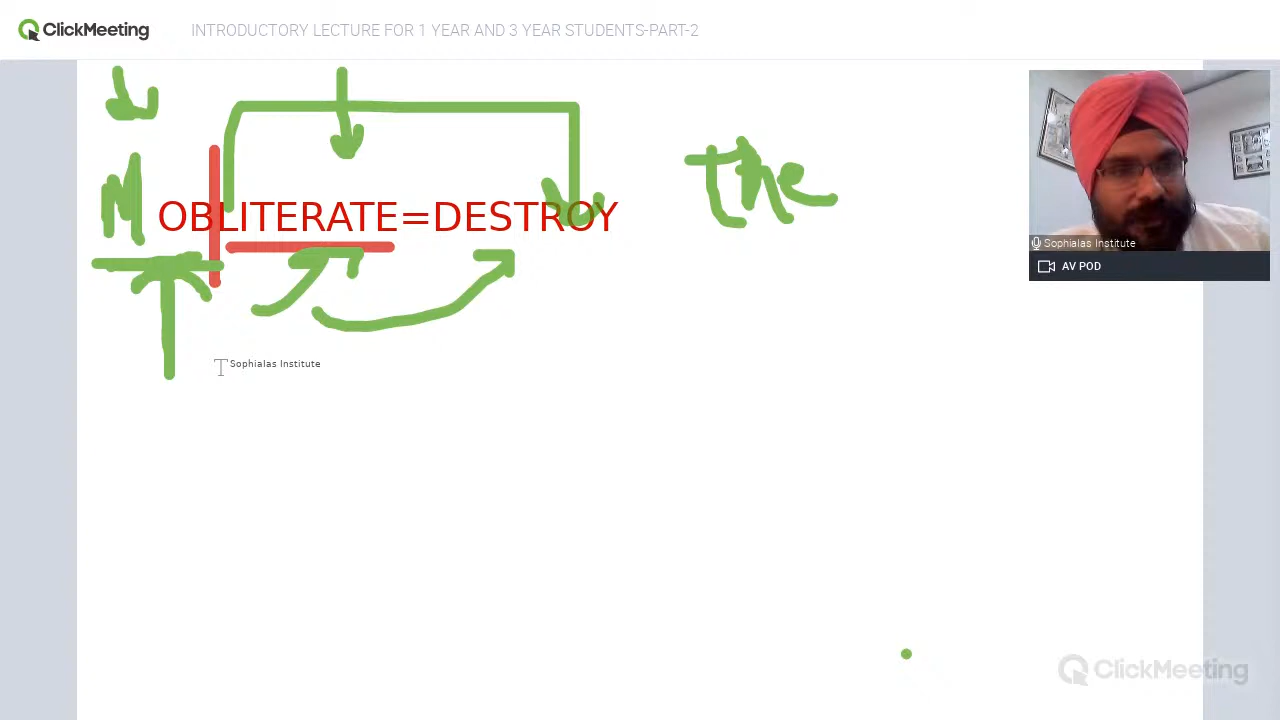 ClickMeeting INTRODUCTORY LECTURE FOR 1 YEAR AND 3 YEAR STUDENTS-PART-2
the
OBLITERATE=DESTROY
Sophialas Institute
AV POD
Sophialas Institute
ClickMeeting